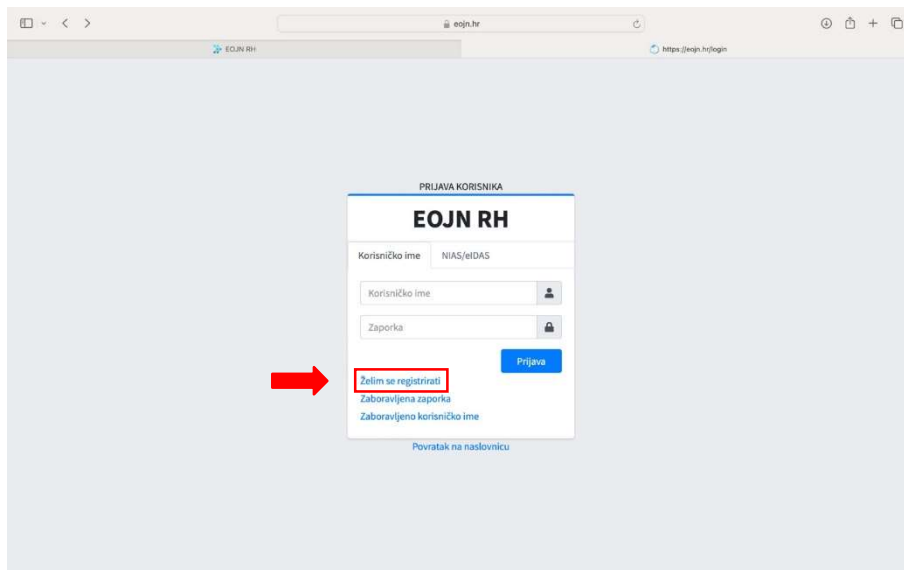 eojn.hr
EOJN RH
https://eojn.hr/login
PRIJAVA KORISNIKA
EOJN RH
Korisničko ime NIAS/eIDAS
Korisničko ime
Zaporka
Prijava
Želim se registrirati
Zaboravljena zaporka
Zaboravljeno korisničko ime
Povratak na naslovnicu